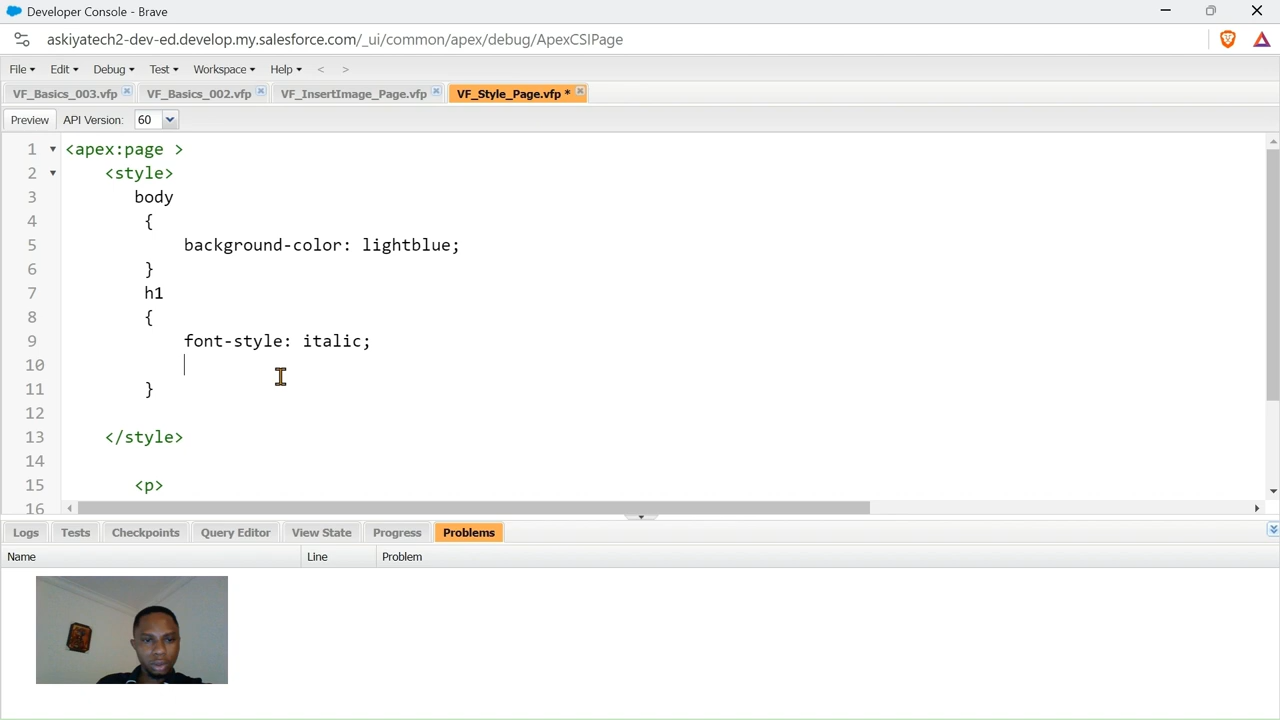 Developer Console - Brave
askiyatech2-dev-ed.develop.my.salesforce.com/_ui/common/apex/debug/ApexCSIPage
File Edit Debug Test Workspace Help < >
VF_Basics_003.vfp VF_Basics_002.vfp VF_InsertImage_Page.vfp VF_Style_Page.vfp *
Preview API Version: 60
1 <apex:page >
2 <style>
3 body
4 {
5 background-color: lightblue;
6 }
7 h1
8 {
9 font-style: italic;
10
11 }
12
13 </style>
14
15 <p>
16
Logs Tests Checkpoints Query Editor View State Progress Problems
Name Line Problem